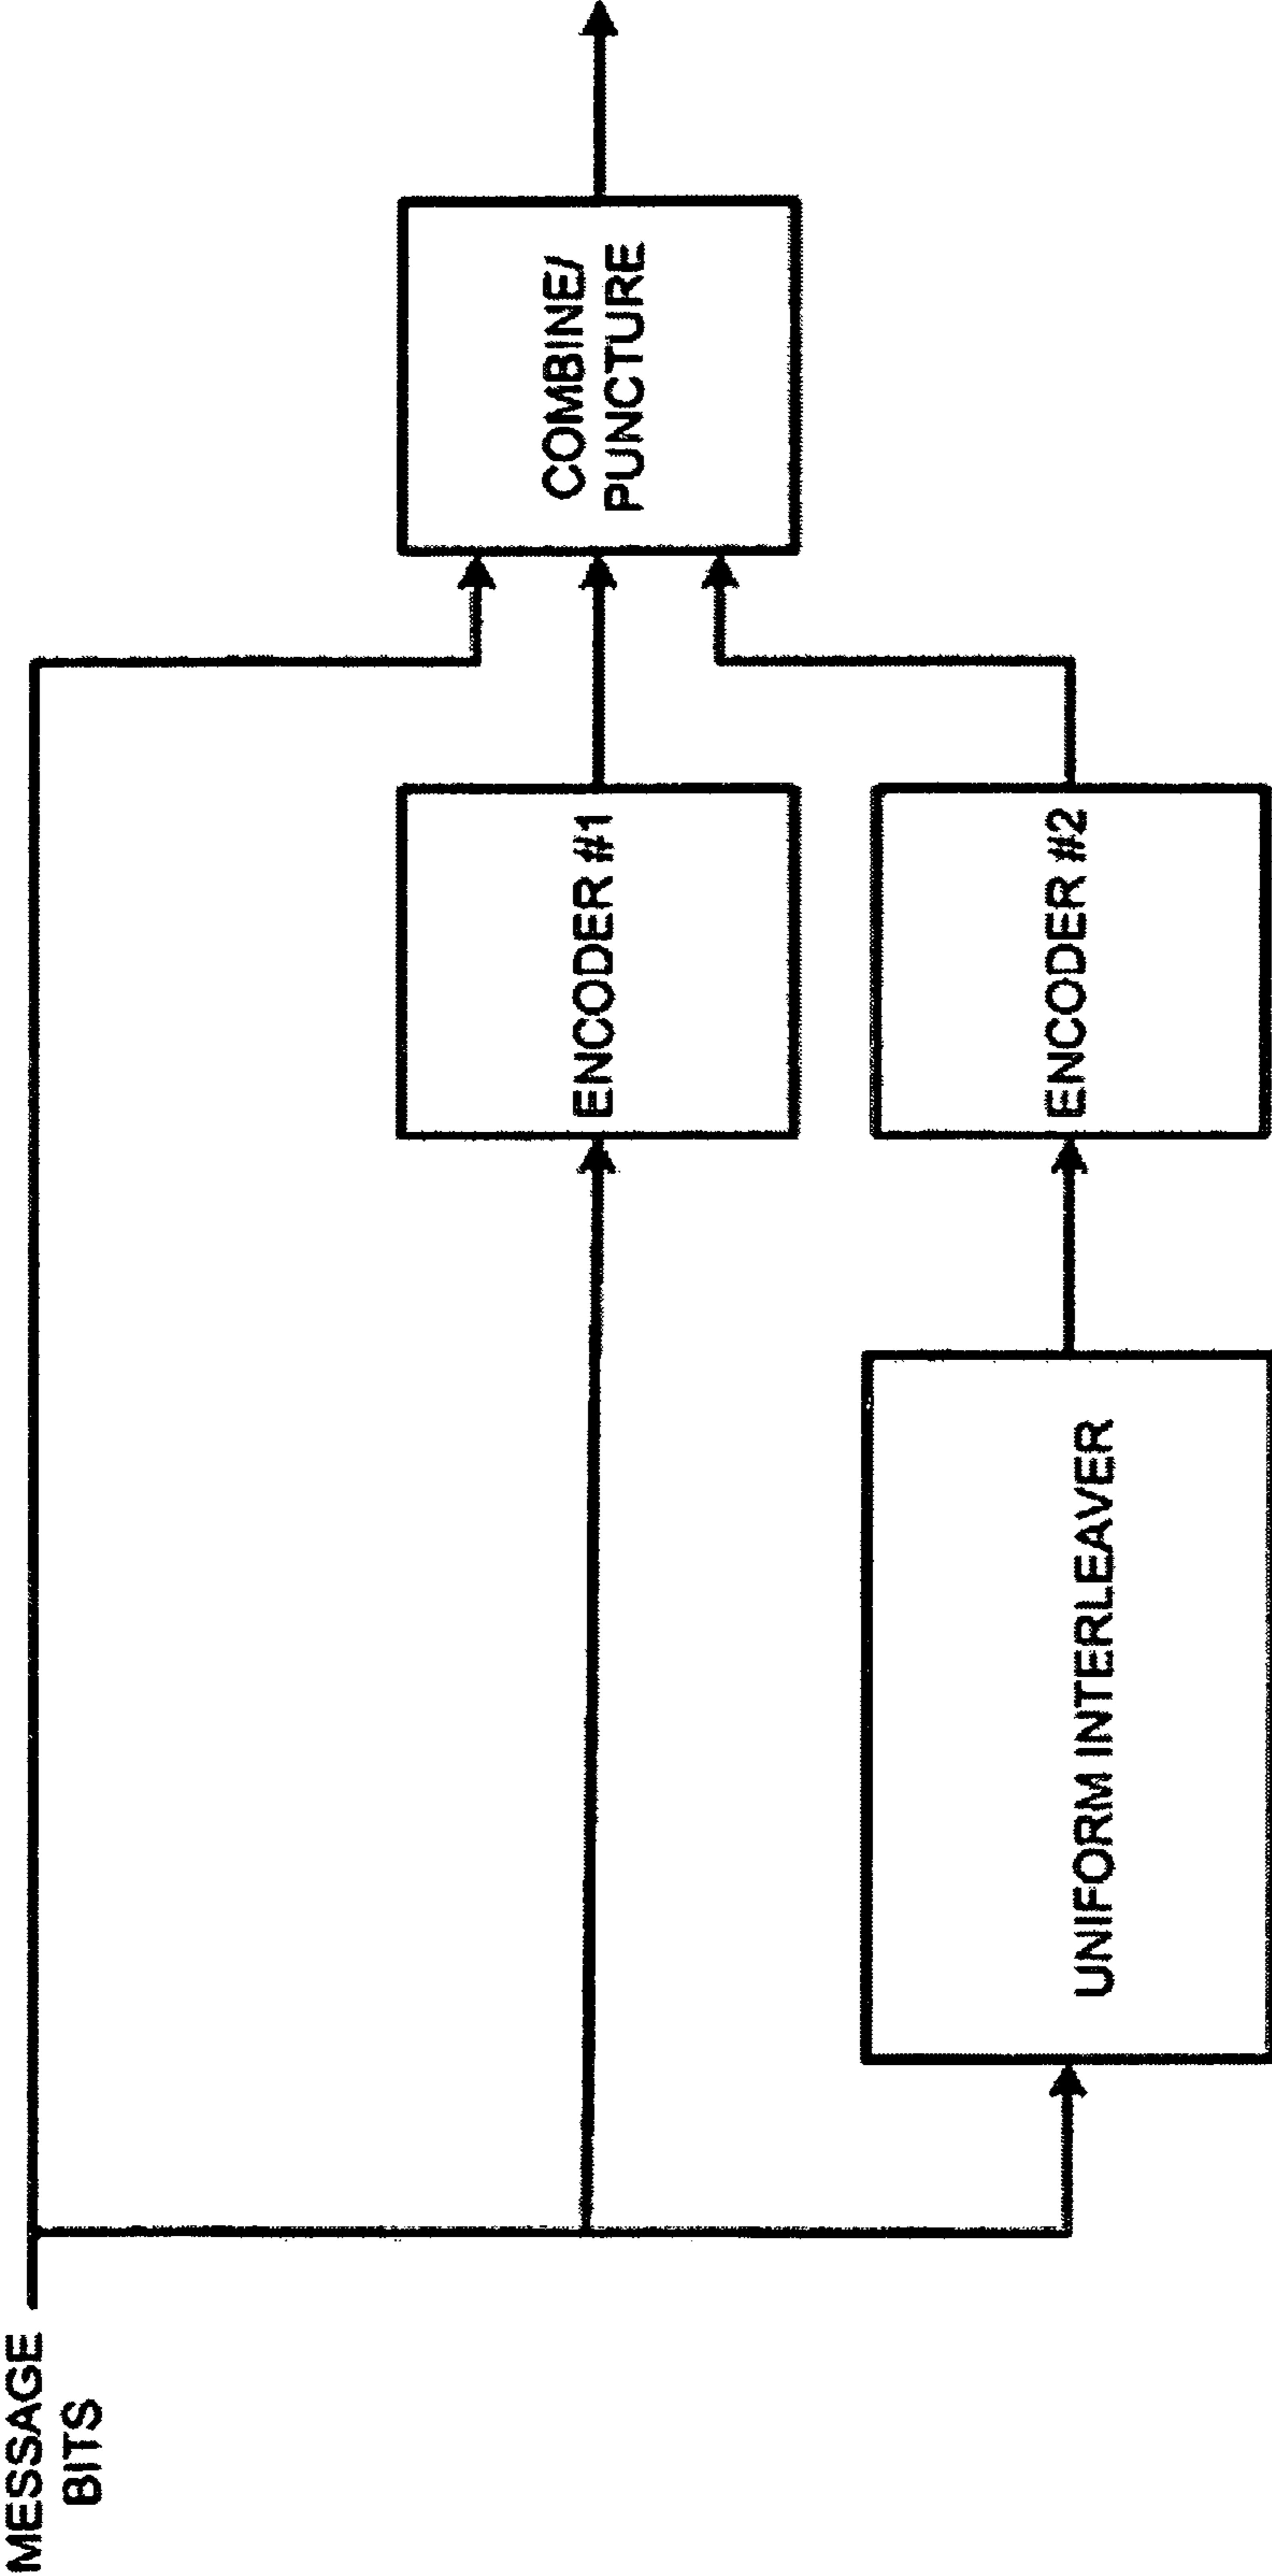 MESSAGE
BITS
UNIFORM INTERLEAVER
ENCODER #1
ENCODER #2
COMBINE/
PUNCTURE